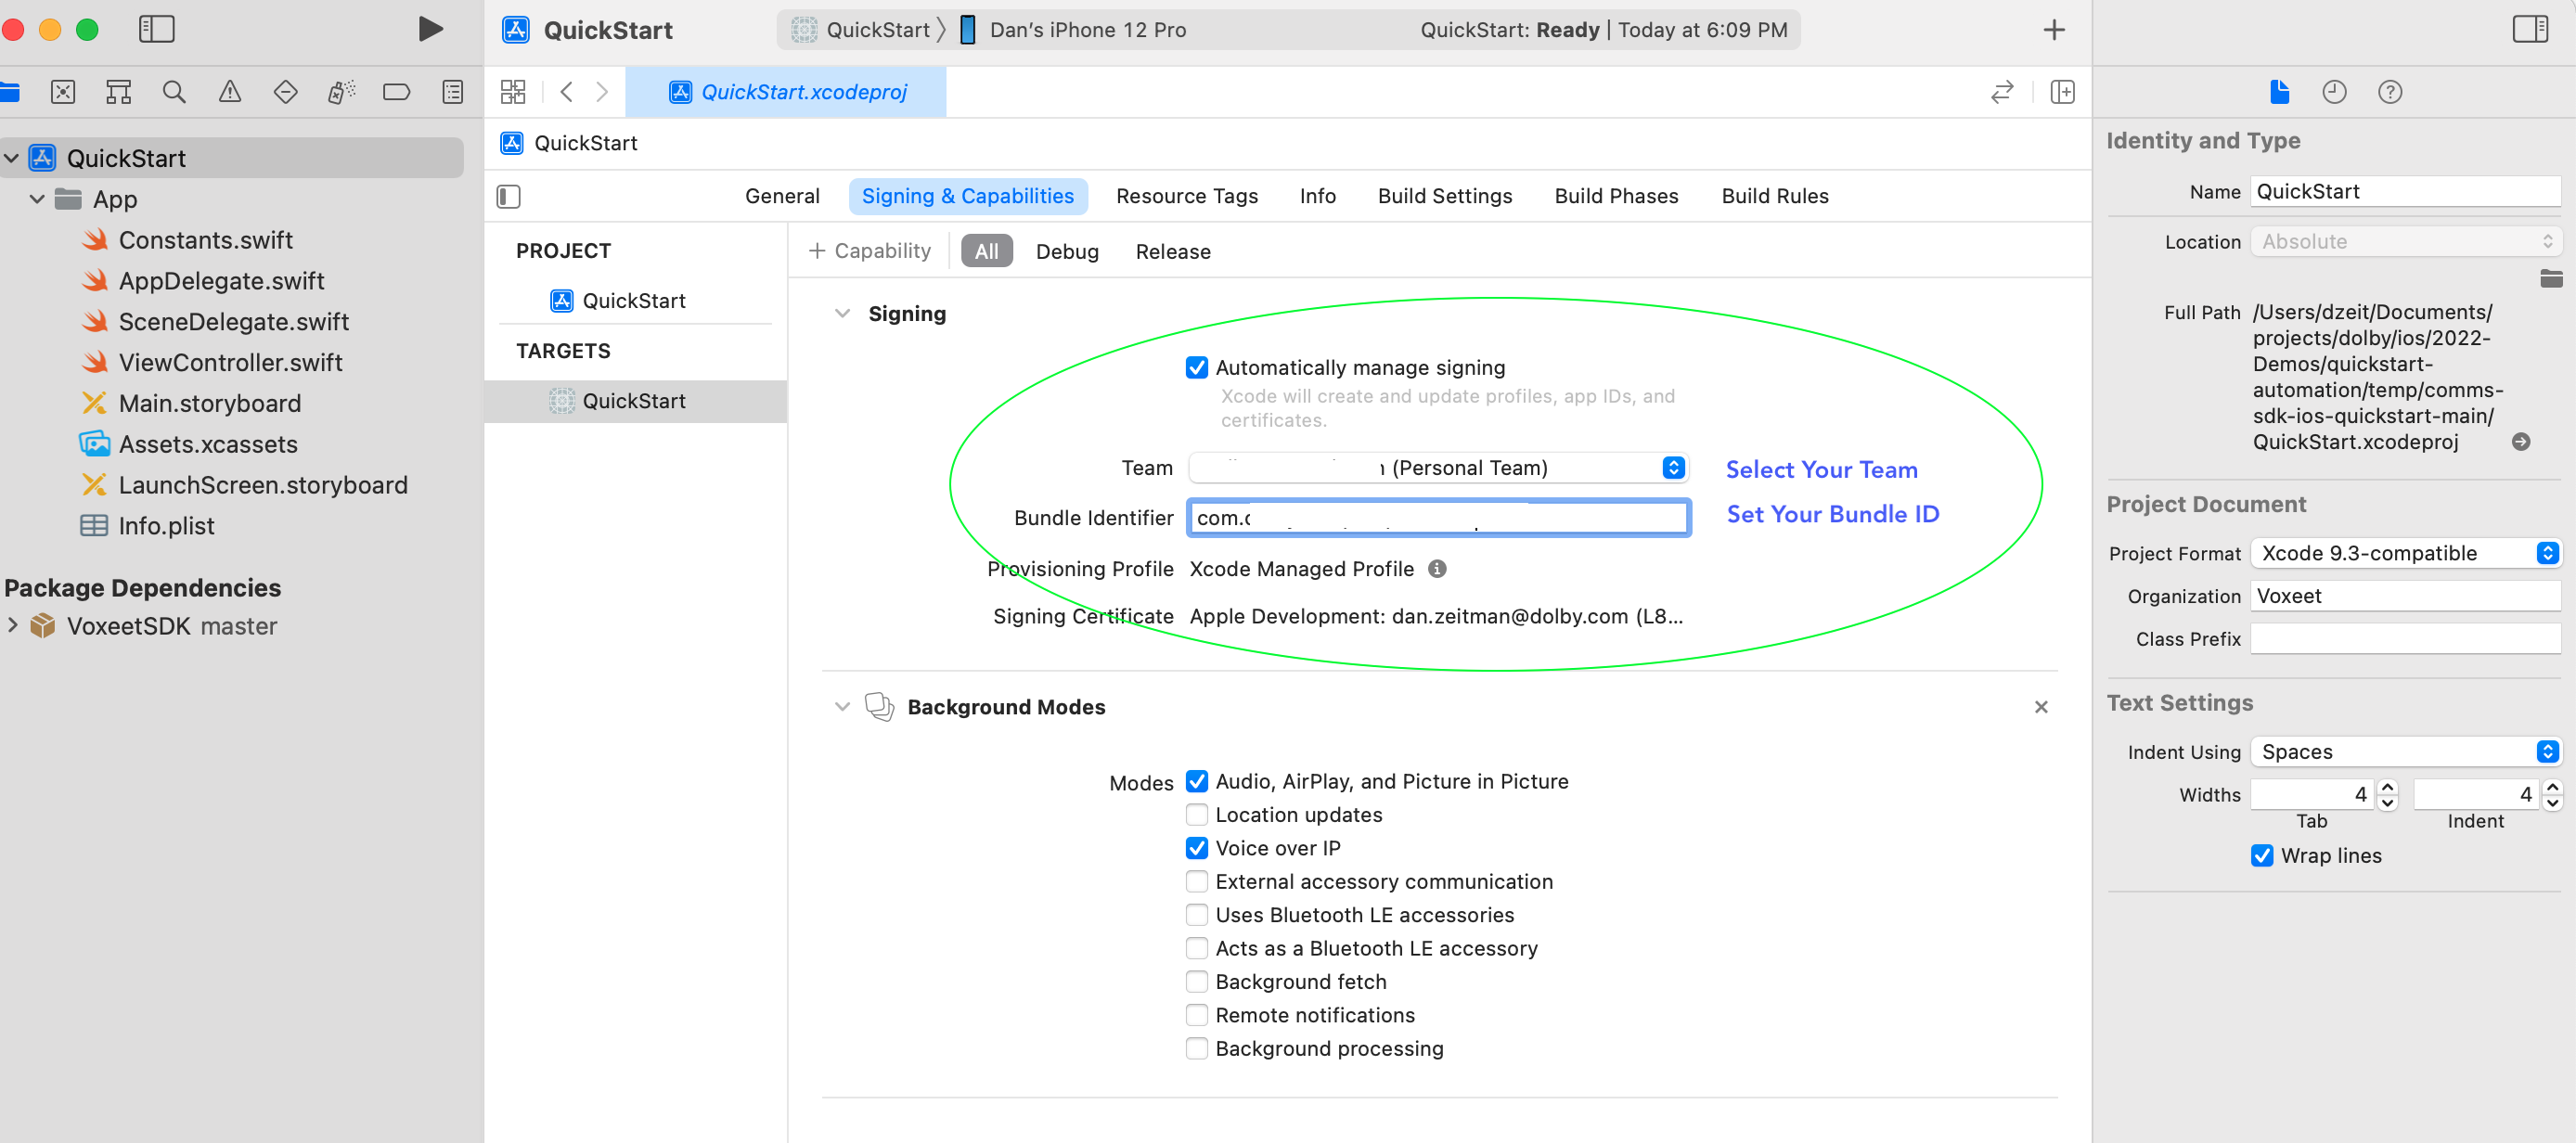 QuickStart
QuickStart 〉 Dan’s iPhone 12 Pro
QuickStart: Ready | Today at 6:09 PM
QuickStart
App
Constants.swift
AppDelegate.swift
SceneDelegate.swift
ViewController.swift
Main.storyboard
Assets.xcassets
LaunchScreen.storyboard
Info.plist
Package Dependencies
VoxeetSDK master
QuickStart.xcodeproj
QuickStart
General Signing & Capabilities Resource Tags Info Build Settings Build Phases Build Rules
PROJECT
QuickStart
TARGETS
QuickStart
+ Capability All Debug Release
Signing
Automatically manage signing
Xcode will create and update profiles, app IDs, and
certificates.
Team (Personal Team) Select Your Team
Bundle Identifier Set Your Bundle ID
Provisioning Profile Xcode Managed Profile
Signing Certificate Apple Development: dan.zeitman@dolby.com (L8...
Background Modes
Modes Audio, AirPlay, and Picture in Picture
Location updates
Voice over IP
External accessory communication
Uses Bluetooth LE accessories
Acts as a Bluetooth LE accessory
Background fetch
Remote notifications
Background processing
Identity and Type
Name QuickStart
Location Absolute
Full Path /Users/dzeit/Documents/
projects/dolby/ios/2022-
Demos/quickstart-
automation/temp/comms-
sdk-ios-quickstart-main/
QuickStart.xcodeproj
Project Document
Project Format Xcode 9.3-compatible
Organization Voxeet
Class Prefix
Text Settings
Indent Using Spaces
Widths 4 4
Tab Indent
Wrap lines